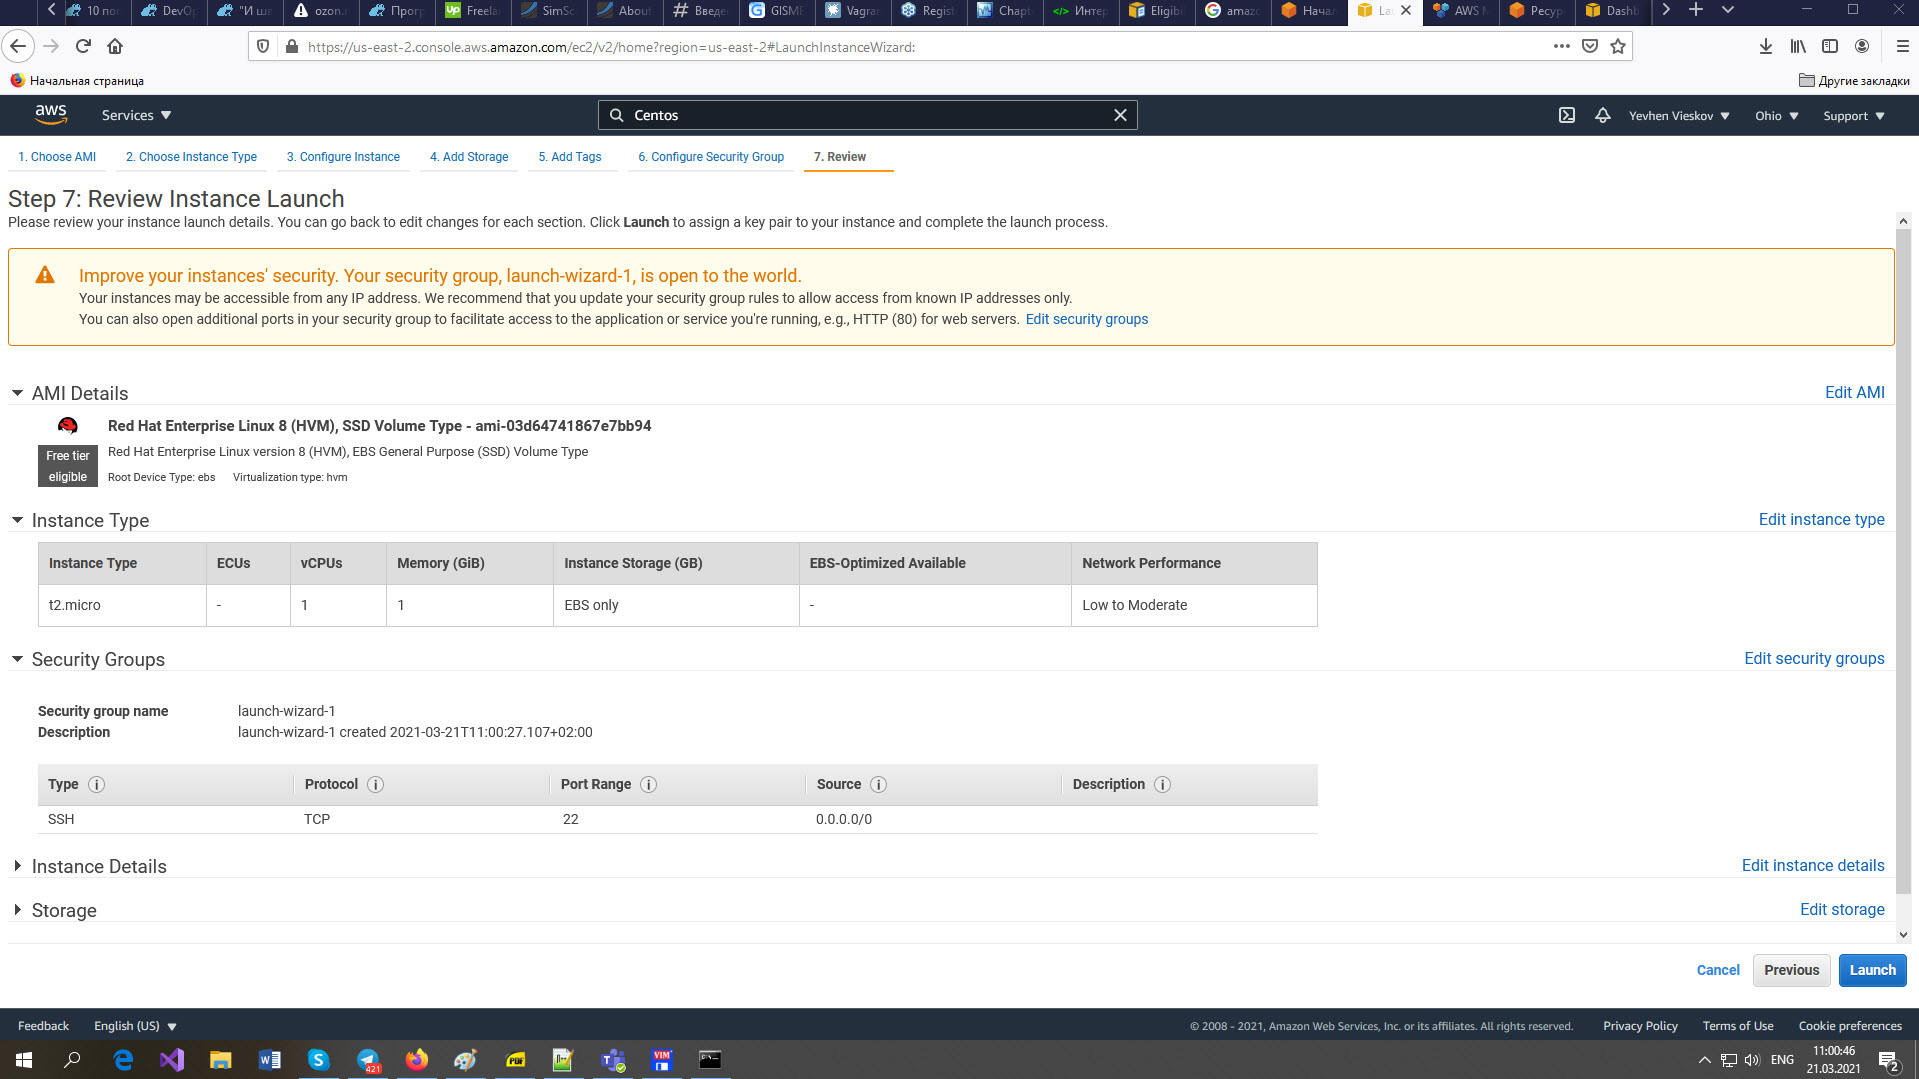 10 по
DevO
"И ше
ozon.
Прогр
Freela
SimSc
About
Введе
GISME
Vagra
Regist
Chapt
Интер
Eligibi
amazo
Начал
La
AWS M
Ресур
Dashb
https://us-east-2.console.aws.amazon.com/ec2/v2/home?region=us-east-2#LaunchInstanceWizard:
Начальная страница
Другие закладки
aws Services Centos Yevhen Vieskov Ohio Support
1. Choose AMI 2. Choose Instance Type 3. Configure Instance 4. Add Storage 5. Add Tags 6. Configure Security Group 7. Review
Step 7: Review Instance Launch
Please review your instance launch details. You can go back to edit changes for each section. Click Launch to assign a key pair to your instance and complete the launch process.
Improve your instances' security. Your security group, launch-wizard-1, is open to the world.
Your instances may be accessible from any IP address. We recommend that you update your security group rules to allow access from known IP addresses only.
You can also open additional ports in your security group to facilitate access to the application or service you're running, e.g., HTTP (80) for web servers. Edit security groups
AMI Details Edit AMI
Red Hat Enterprise Linux 8 (HVM), SSD Volume Type - ami-03d64741867e7bb94
Free tier eligible
Red Hat Enterprise Linux version 8 (HVM), EBS General Purpose (SSD) Volume Type
Root Device Type: ebs Virtualization type: hvm
Instance Type Edit instance type
Instance Type ECUs vCPUs Memory (GiB) Instance Storage (GB) EBS-Optimized Available Network Performance
t2.micro - 1 1 EBS only - Low to Moderate
Security Groups Edit security groups
Security group name launch-wizard-1
Description launch-wizard-1 created 2021-03-21T11:00:27.107+02:00
Type Protocol Port Range Source Description
SSH TCP 22 0.0.0.0/0
Instance Details Edit instance details
Storage Edit storage
Cancel Previous Launch
Feedback English (US) © 2008 - 2021, Amazon Web Services, Inc. or its affiliates. All rights reserved. Privacy Policy Terms of Use Cookie preferences
421
PDF
VIM
ENG
11:00:46
21.03.2021
2